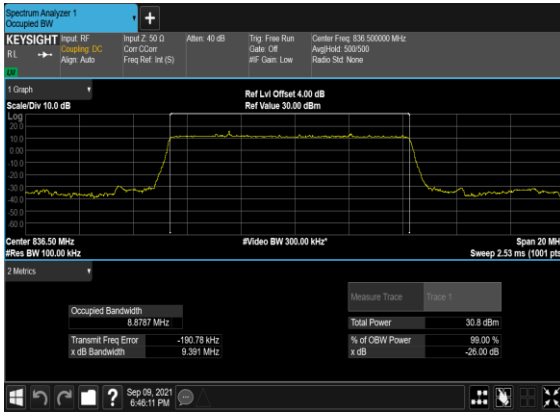 Spectrum Analyzer 1
Occupied BW
+
KEYSIGHT
RL
LXI
Input: RF
Coupling: DC
Align: Auto
Input Z: 50 Ω
Corr CCorr
Freq Ref: Int (S)
Atten: 40 dB
Trig: Free Run
Gate: Off
#IF Gain: Low
Center Freq: 836.500000 MHz
Avg|Hold: 500/500
Radio Std: None
1 Graph
Scale/Div 10.0 dB
Ref Lvl Offset 4.00 dB
Ref Value 30.00 dBm
Log
20.0
10.0
0.00
-10.0
-20.0
-30.0
-40.0
-50.0
-60.0
Center 836.50 MHz
#Res BW 100.00 kHz
#Video BW 300.00 kHz*
Span 20 MH
Sweep 2.53 ms (1001 pts
2 Metrics
Measure Trace Trace 1
Occupied Bandwidth
8.8787 MHz
Total Power 30.8 dBm
Transmit Freq Error -190.78 kHz
% of OBW Power 99.00 %
x dB Bandwidth 9.391 MHz
x dB -26.00 dB
?
Sep 09, 2021
6:46:11 PM